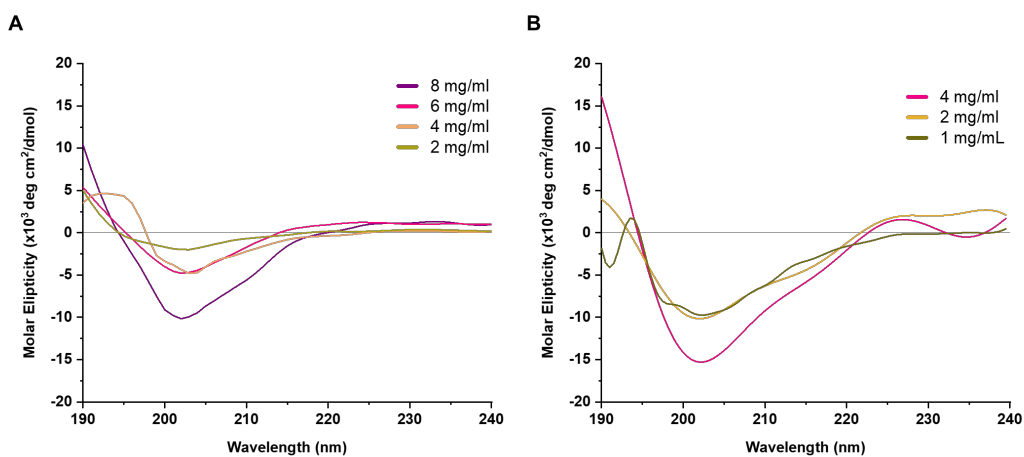 A
B
Molar Elipticity (x10³ deg cm²/dmol)
20
15
10
5
0
-5
-10
-15
-20
190
200
210
220
230
240
Wavelength (nm)
8 mg/ml
6 mg/ml
4 mg/ml
2 mg/ml
Molar Elipticity (x10³ deg cm²/dmol)
20
15
10
5
0
-5
-10
-15
-20
190
200
210
220
230
240
Wavelength (nm)
4 mg/ml
2 mg/ml
1 mg/mL